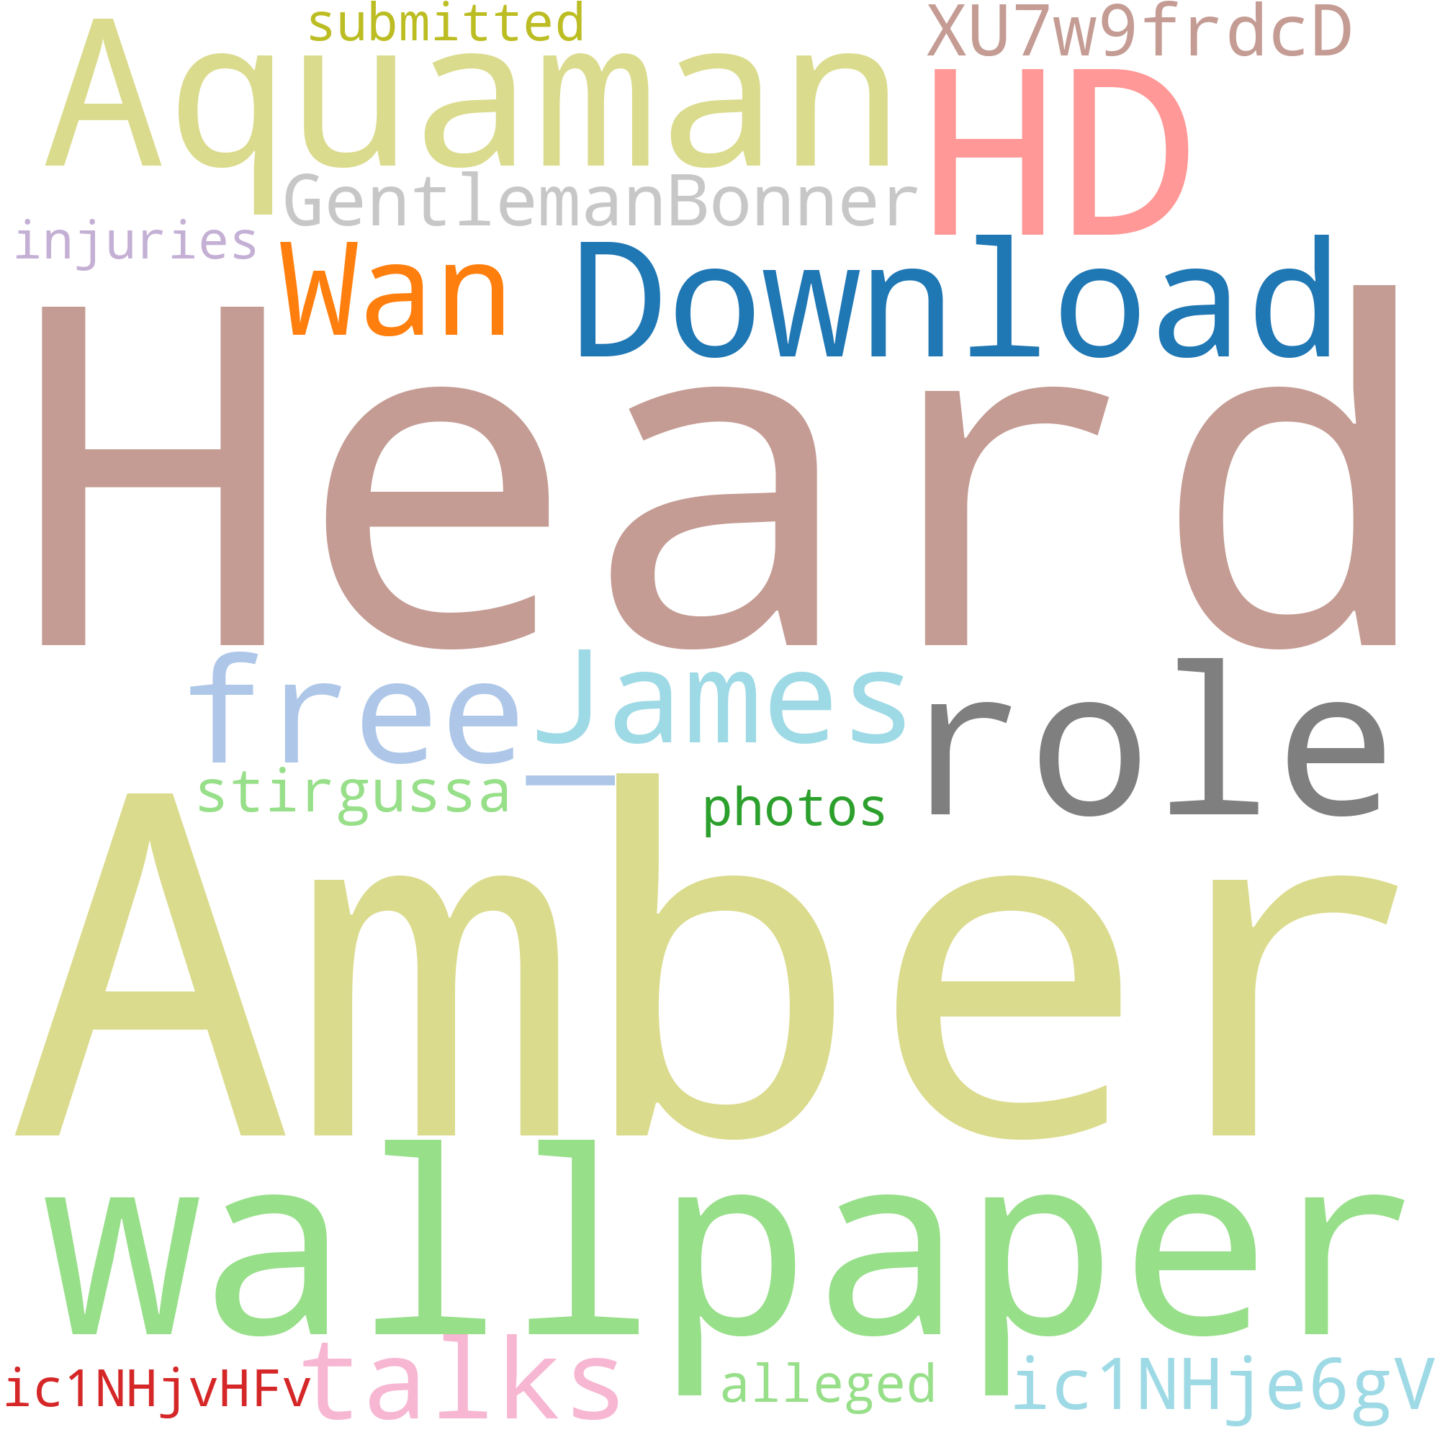 submitted
XU7w9frdcD
Aquaman
HD
GentlemanBonner
injuries
Wan
Download
Heard
free_
James
role
stirgussa
photos
Amber
wallpaper
talks
ic1NHjvHFv
alleged
ic1NHje6gV